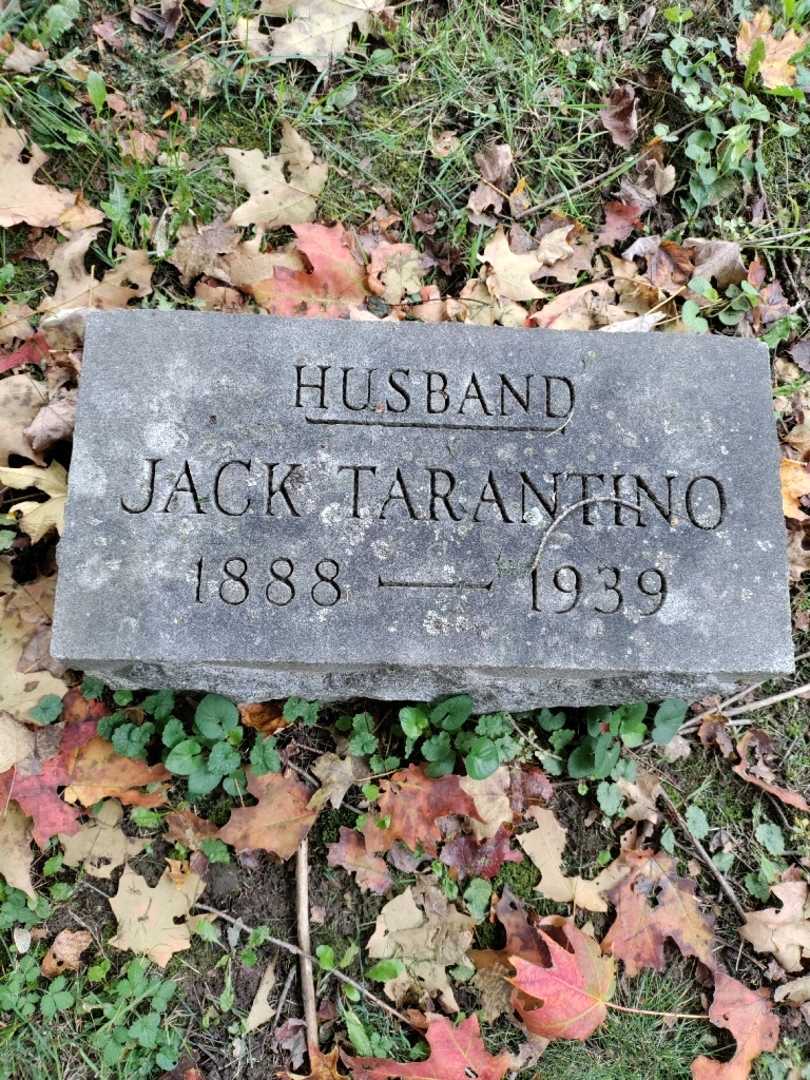 HUSBAND
JACK TARANTINO
1888 — 1939